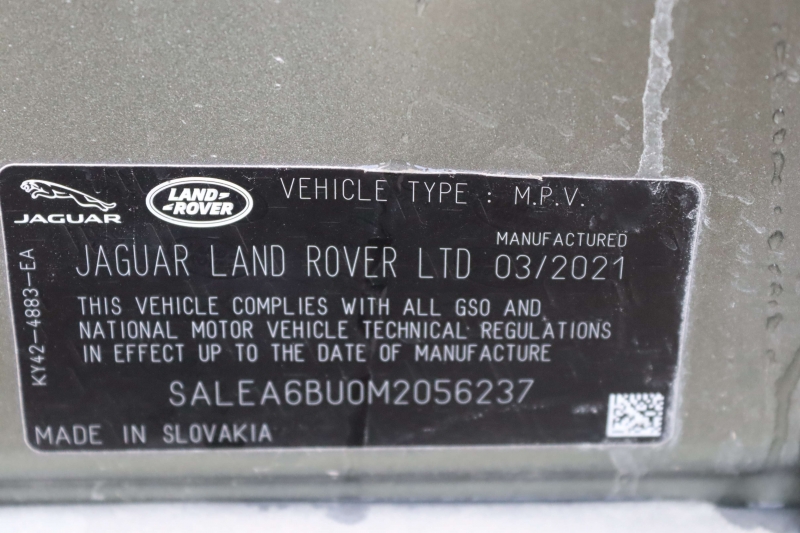 JAGUAR
LAND-
-ROVER
VEHICLE TYPE : M.P.V.
MANUFACTURED
JAGUAR LAND ROVER LTD 03/2021
THIS VEHICLE COMPLIES WITH ALL GSO AND
NATIONAL MOTOR VEHICLE TECHNICAL REGULATIONS
IN EFFECT UP TO THE DATE OF MANUFACTURE
SALEA6BU0M2056237
MADE IN SLOVAKIA
KY42-4883-EA